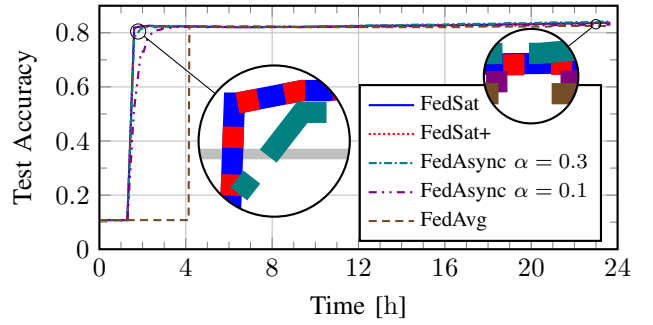 0.8
0.6
0.4
0.2
0
Test Accuracy
FedSat
FedSat+
FedAsync α = 0.3
FedAsync α = 0.1
FedAvg
0 4 8 12 16 20 24
Time [h]